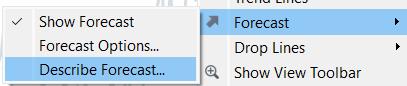 Trend Lines
Show Forecast
Forecast
Forecast Options...
Drop Lines
Describe Forecast...
Show View Toolbar